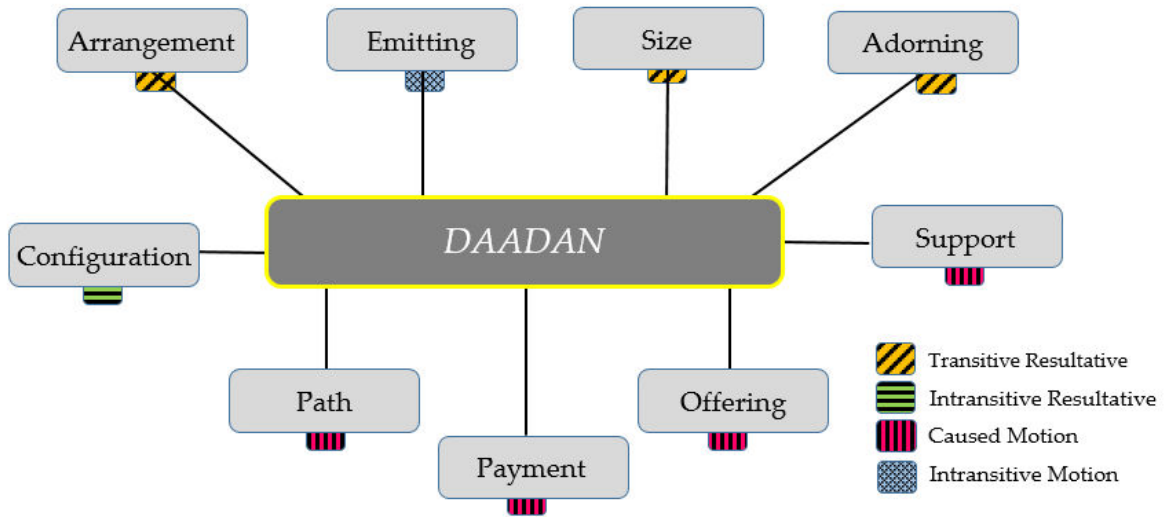 Arrangement
Emitting
Size
Adorning
Configuration
DAADAN
Support
Path
Payment
Offering
Transitive Resultative
Intransitive Resultative
Caused Motion
Intransitive Motion